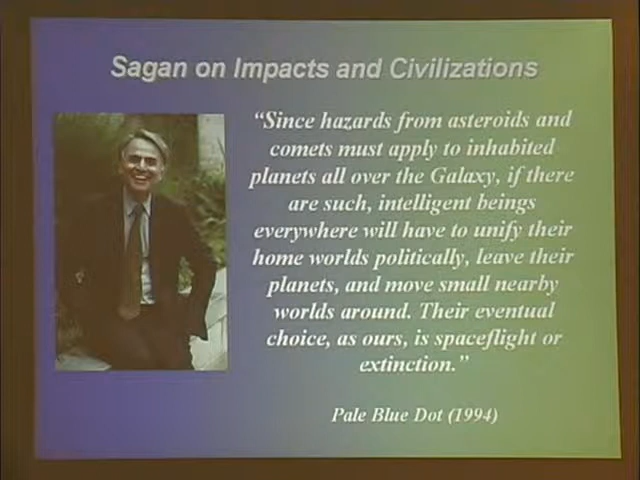 Sagan on Impacts and Civilizations
“Since hazards from asteroids and
comets must apply to inhabited
planets all over the Galaxy, if there
are such, intelligent beings
everywhere will have to unify their
home worlds politically, leave their
planets, and move small nearby
worlds around. Their eventual
choice, as ours, is spaceflight or
extinction.”
Pale Blue Dot (1994)